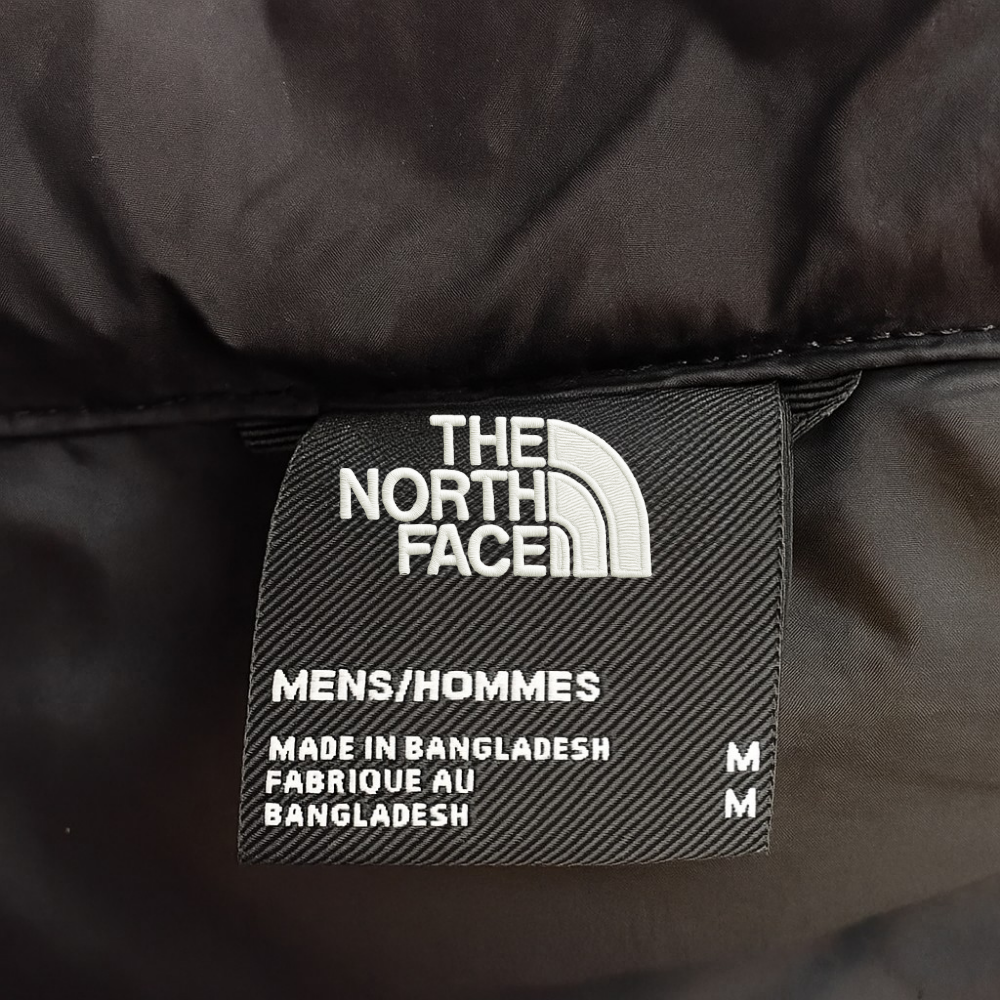 THE
NORTH
FACE
MENS/HOMMES
MADE IN BANGLADESH
FABRIQUE AU
BANGLADESH
M
M